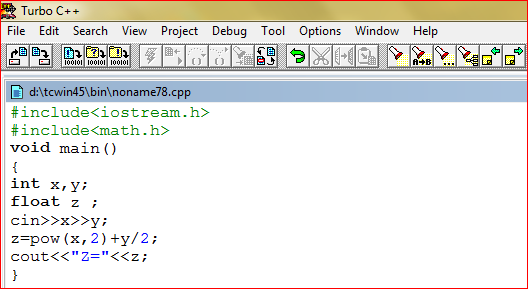 Turbo C++
File Edit Search View Project Debug Tool Options Window Help
A→B
d:\tcwin45\bin\noname78.cpp
#include<iostream.h>
#include<math.h>
void main()
{
int x,y;
float z ;
cin>>x>>y;
z=pow(x,2)+y/2;
cout<<"Z="<<z;
}